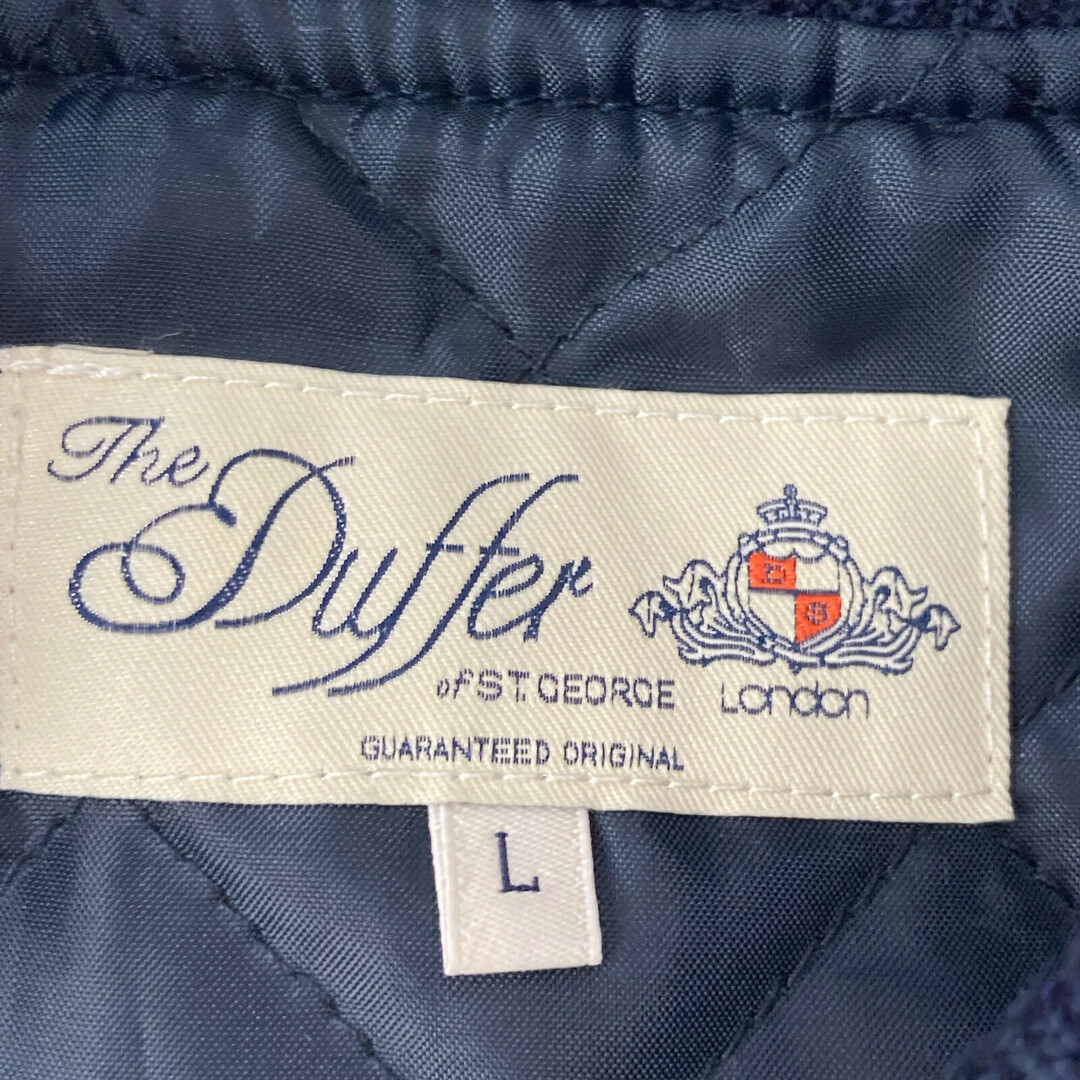 The
Duffer
of ST. GEORGE
London
D
S
GUARANTEED ORIGINAL
L